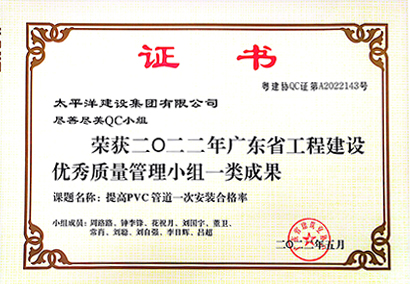 证书
粤建协QC证第A2022143号
太平洋建设集团有限公司
尽善尽美QC小组
荣获二〇二二年广东省工程建设
优秀质量管理小组一类成果
课题名称：提高PVC管道一次安装合格率
小组成员：周路路、钟李锋、花祝月、刘国宇、董卫、
常青、刘聪、刘自强、李日辉、吕超
二〇二二年五月